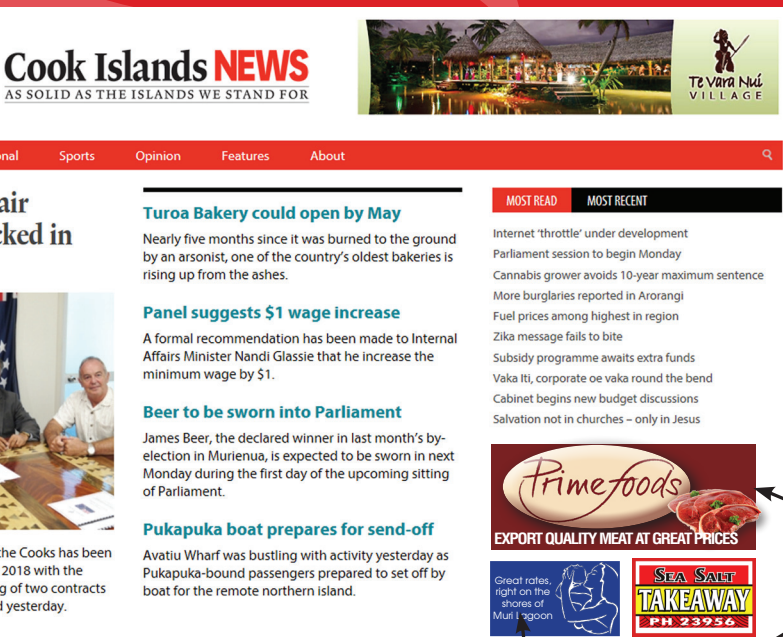 Cook Islands NEWS
AS SOLID AS THE ISLANDS WE STAND FOR
Te Vara Nui
VILLAGE
onal Sports Opinion Features About
air
ked in
the Cooks has been
2018 with the
g of two contracts
d yesterday.
Turoa Bakery could open by May
Nearly five months since it was burned to the ground
by an arsonist, one of the country's oldest bakeries is
rising up from the ashes.
Panel suggests $1 wage increase
A formal recommendation has been made to Internal
Affairs Minister Nandi Glassie that he increase the
minimum wage by $1.
Beer to be sworn into Parliament
James Beer, the declared winner in last month's by-
election in Murienua, is expected to be sworn in next
Monday during the first day of the upcoming sitting
of Parliament.
Pukapuka boat prepares for send-off
Avatiu Wharf was bustling with activity yesterday as
Pukapuka-bound passengers prepared to set off by
boat for the remote northern island.
MOST READ MOST RECENT
Internet 'throttle' under development
Parliament session to begin Monday
Cannabis grower avoids 10-year maximum sentence
More burglaries reported in Arorangi
Fuel prices among highest in region
Zika message fails to bite
Subsidy programme awaits extra funds
Vaka Iti, corporate oe vaka round the bend
Cabinet begins new budget discussions
Salvation not in churches – only in Jesus
Prime foods
EXPORT QUALITY MEAT AT GREAT PRICES
Great rates,
right on the
shores of
Muri Lagoon
SEA SALT
TAKEAWAY
PH 23956